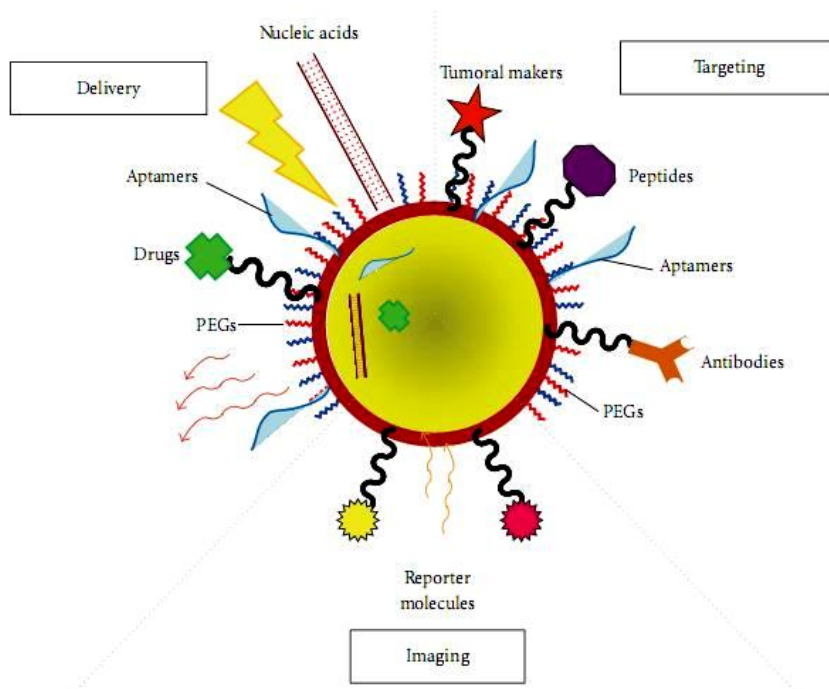 Nucleic acids
Delivery
Tumoral makers
Targeting
Aptamers
Peptides
Drugs
Aptamers
PEGs
Antibodies
PEGs
Reporter
molecules
Imaging